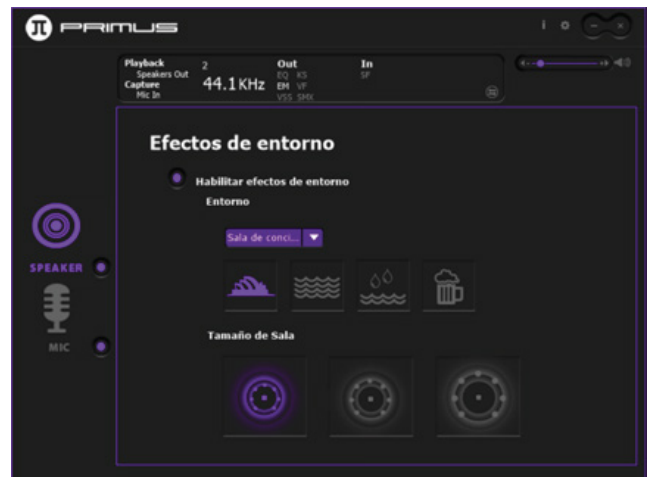 PRIMUS
i
Playback 2 Out In
Speakers Out EQ KS SF
Capture 44.1KHz EM VF
Mic In VSS SMX
Efectos de entorno
Habilitar efectos de entorno
Entorno
Sala de conci...
SPEAKER
MIC
Tamaño de Sala